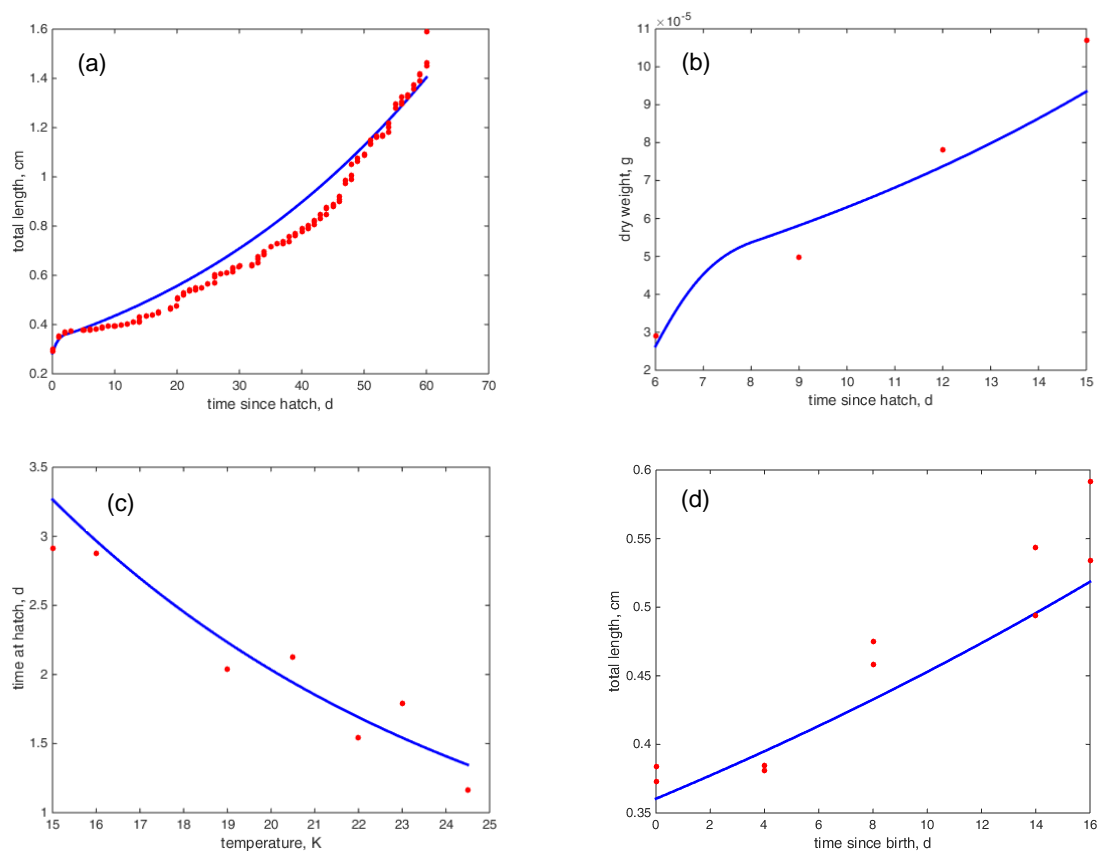 (a)
1.6
1.4
1.2
1
0.8
0.6
0.4
0.2
total length, cm
0 10 20 30 40 50 60 70
time since hatch, d
(b)
×10-5
11
10
9
8
7
6
5
4
3
2
dry weight, g
6 7 8 9 10 11 12 13 14 15
time since hatch, d
(c)
3.5
3
2.5
2
1.5
1
time at hatch, d
15 16 17 18 19 20 21 22 23 24 25
temperature, K
(d)
0.6
0.55
0.5
0.45
0.4
0.35
total length, cm
0 2 4 6 8 10 12 14 16
time since birth, d